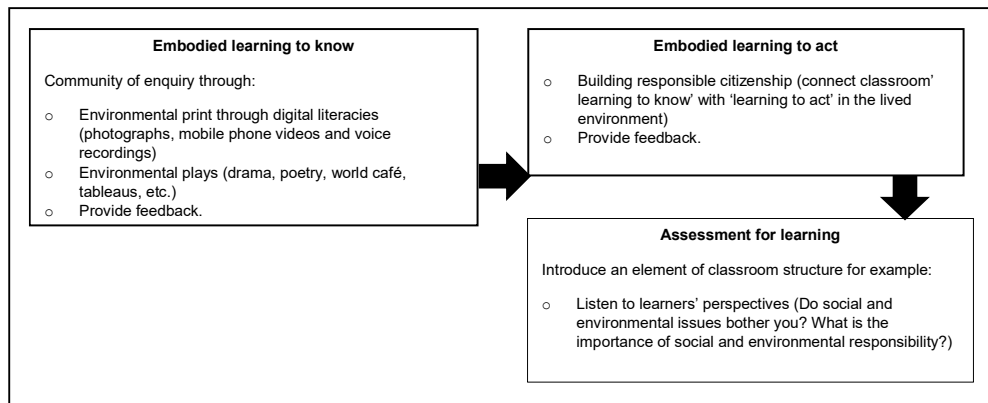 Embodied learning to know
Community of enquiry through:
o Environmental print through digital literacies
(photographs, mobile phone videos and voice
recordings)
o Environmental plays (drama, poetry, world café,
tableaus, etc.)
o Provide feedback.
Embodied learning to act
o Building responsible citizenship (connect classroom’
learning to know’ with ‘learning to act’ in the lived
environment)
o Provide feedback.
Assessment for learning
Introduce an element of classroom structure for example:
o Listen to learners’ perspectives (Do social and
environmental issues bother you? What is the
importance of social and environmental responsibility?)